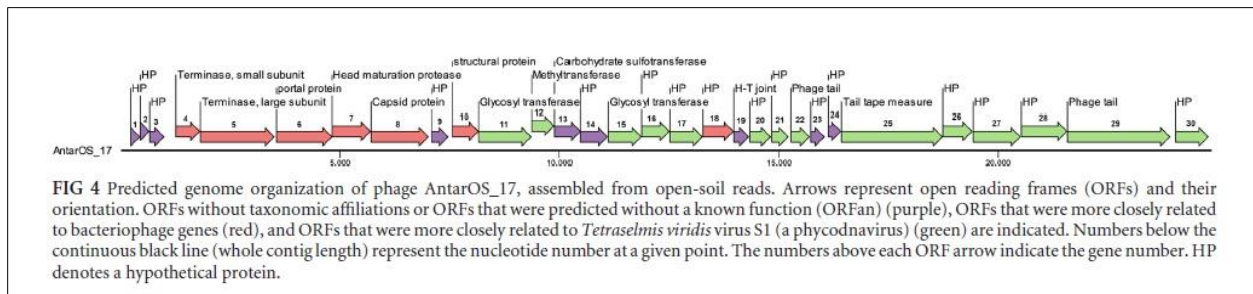 structural protein Carbohydrate sulfotransferase
HP Terminase, small subunit Head maturation protease Methyltransferase HP HP HP
HP portal protein HP HP HP HP H-T joint Phage tail HP
HP Terminase, large subunit Capsid protein Glycosyl transferase Glycosyl transferase HP HP Tail tape measure HP HP Phage tail
1 2 3 4 5 6 7 8 9 10 11 12 13 14 15 16 17 18 19 20 21 22 23 24 25 26 27 28 29 30
AntarOS_17
5.000 10.000 15.000 20.000
FIG 4 Predicted genome organization of phage AntarOS_17, assembled from open-soil reads. Arrows represent open reading frames (ORFs) and their
orientation. ORFs without taxonomic affiliations or ORFs that were predicted without a known function (ORFan) (purple), ORFs that were more closely related
to bacteriophage genes (red), and ORFs that were more closely related to Tetraselmis viridis virus S1 (a phycodnavirus) (green) are indicated. Numbers below the
continuous black line (whole contig length) represent the nucleotide number at a given point. The numbers above each ORF arrow indicate the gene number. HP
denotes a hypothetical protein.